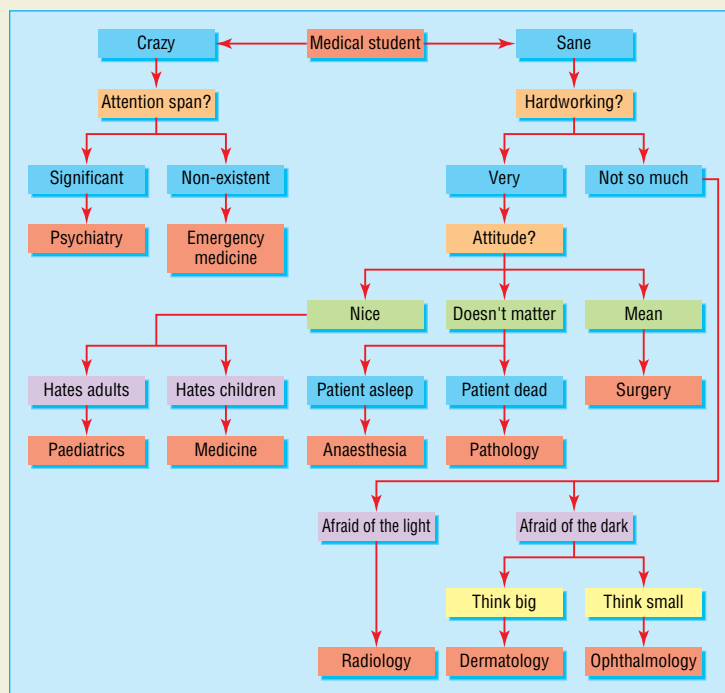 Crazy
Medical student
Sane
Attention span?
Hardworking?
Significant
Non-existent
Very
Not so much
Psychiatry
Emergency
medicine
Attitude?
Nice
Doesn't matter
Mean
Hates adults
Hates children
Patient asleep
Patient dead
Surgery
Paediatrics
Medicine
Anaesthesia
Pathology
Afraid of the light
Afraid of the dark
Think big
Think small
Radiology
Dermatology
Ophthalmology